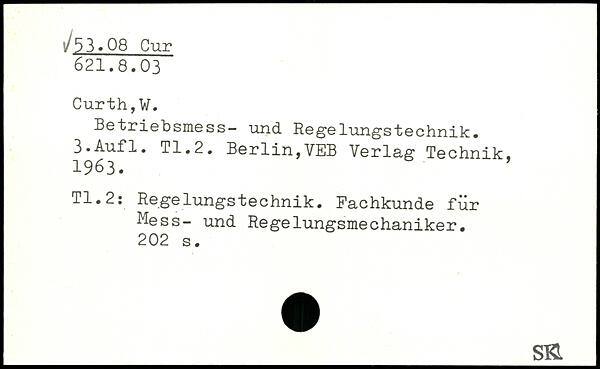 √53.08 Cur
621.8.03
Curth,W.
Betriebsmess- und Regelungstechnik.
3.Aufl. Tl.2. Berlin,VEB Verlag Technik,
1963.
Tl.2: Regelungstechnik. Fachkunde für
Mess- und Regelungsmechaniker.
202 s.
SK